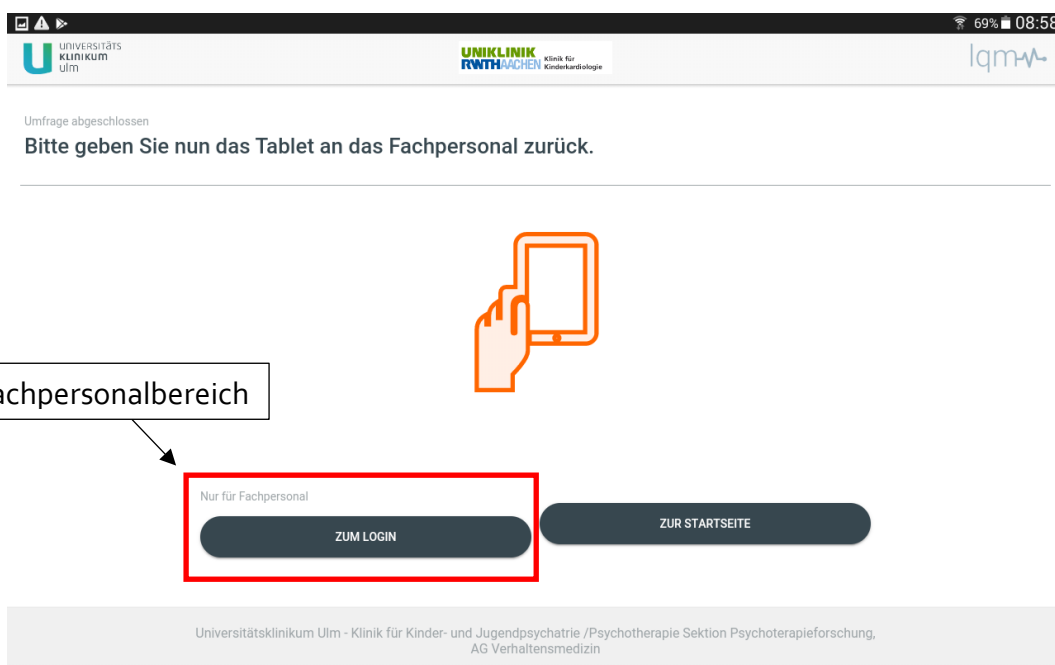 69% 08:58
UNIVERSITÄTS
KLINIKUM
ulm
UNIKLINIK
RWTHAACHEN
Klinik für
Kinderkardiologie
lqm
Umfrage abgeschlossen
Bitte geben Sie nun das Tablet an das Fachpersonal zurück.
achpersonalbereich
Nur für Fachpersonal
ZUM LOGIN
ZUR STARTSEITE
Universitätsklinikum Ulm - Klinik für Kinder- und Jugendpsychatrie /Psychotherapie Sektion Psychoterapieforschung,
AG Verhaltensmedizin